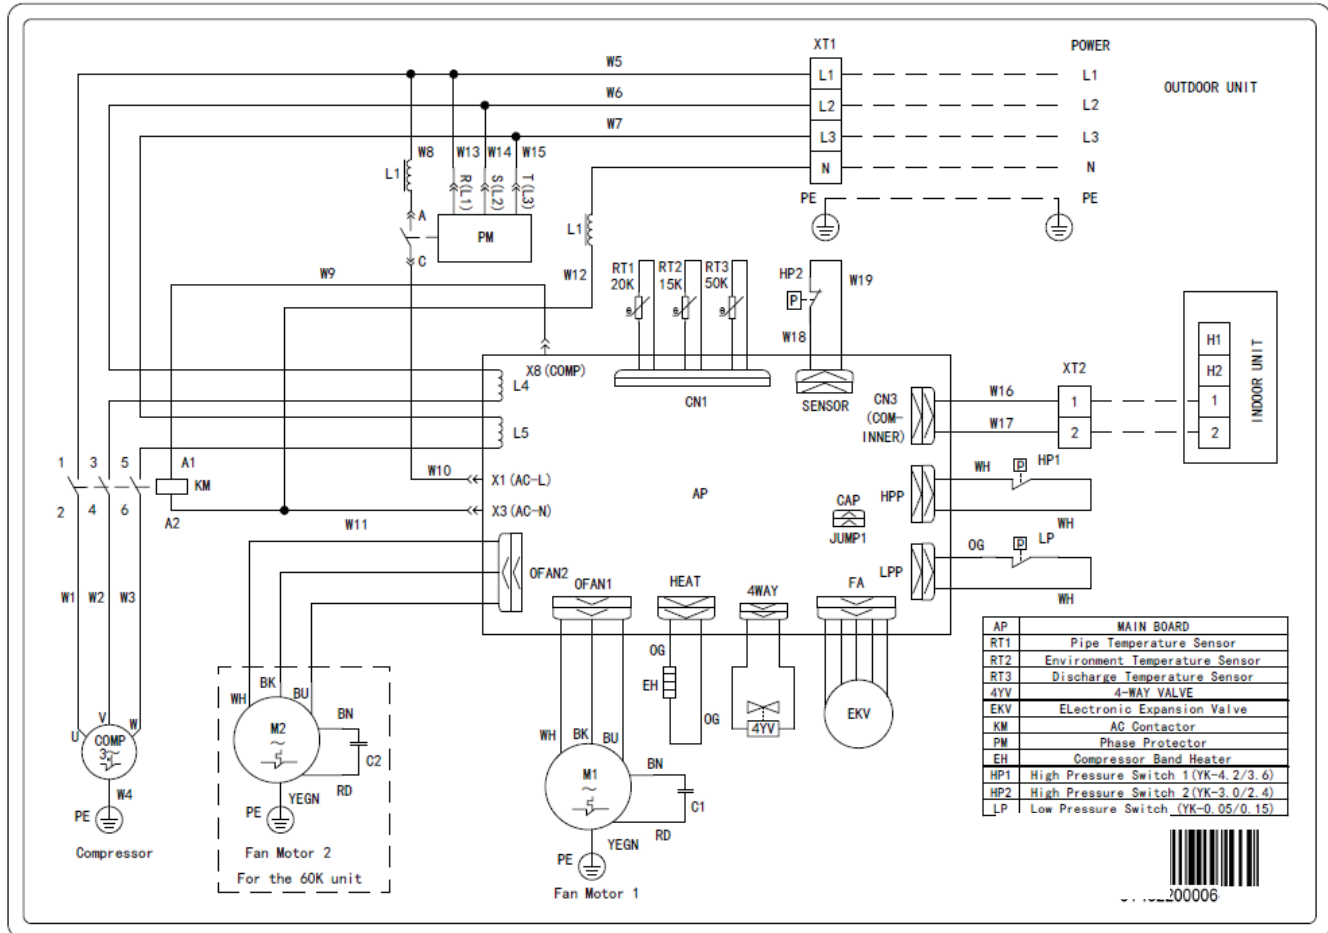 XT1
POWER
W5
L1
L1
OUTDOOR UNIT
W6
L2
L2
W7
L3
L3
W8
W13
W14
W15
L1
N
N
R(L1)
S(L2)
T(L3)
PE
PE
A
PM
L1
C
W9
W12
RT1
20K
RT2
15K
RT3
50K
HP2
P
W19
W18
θ
θ
θ
X8(COMP)
L4
L5
CN1
SENSOR
CN3
(COM-
INNER)
W16
W17
XT2
1
2
H1
H2
1
2
INDOOR UNIT
1
3
5
A1
KM
2
4
6
A2
W10
X1(AC-L)
X3(AC-N)
W11
AP
CAP
JUMP1
HPP
WH
P
HP1
WH
LPP
OG
P
LP
WH
OFAN2
OFAN1
HEAT
4WAY
FA
W1
W2
W3
OG
EH
OG
4YV
EKV
WH
BK
BU
BN
M2
~
C2
RD
YEGN
PE
V
U
W
COMP
3~
W4
PE
Compressor
Fan Motor 2
For the 60K unit
WH
BK
BU
BN
M1
~
C1
RD
YEGN
PE
Fan Motor 1
AP MAIN BOARD
RT1 Pipe Temperature Sensor
RT2 Environment Temperature Sensor
RT3 Discharge Temperature Sensor
4YV 4-WAY VALVE
EKV ELectronic Expansion Valve
KM AC Contactor
PM Phase Protector
EH Compressor Band Heater
HP1 High Pressure Switch 1(YK-4.2/3.6)
HP2 High Pressure Switch 2(YK-3.0/2.4)
LP Low Pressure Switch (YK-0.05/0.15)